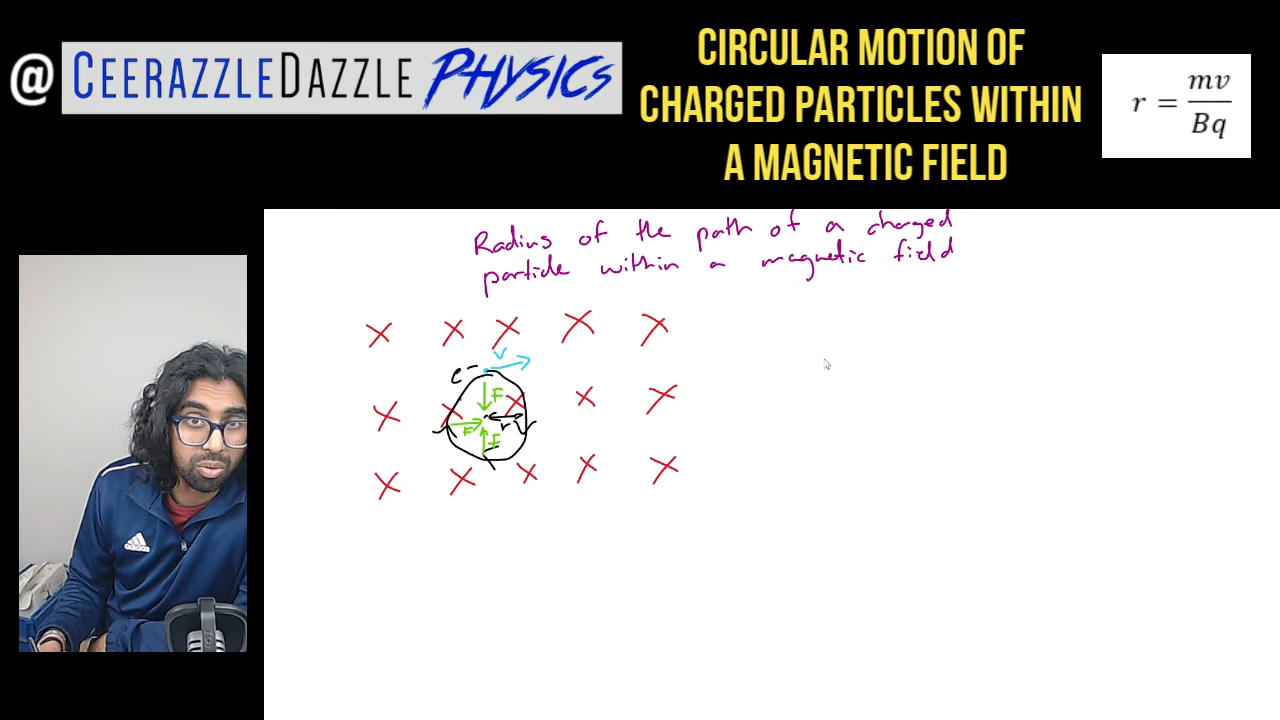 @ CEERAZZLEDAZZLE PHYSICS
CIRCULAR MOTION OF
CHARGED PARTICLES WITHIN
A MAGNETIC FIELD
r = mv / Bq
Radius of the path of a charged
particle within a magnetic field
v
e-
F
F
r
F